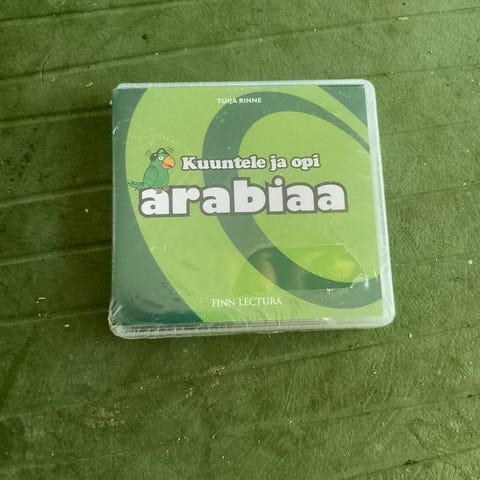 TUIJA RINNE
Kuuntele ja opi
arabiaa
FINN LECTURA